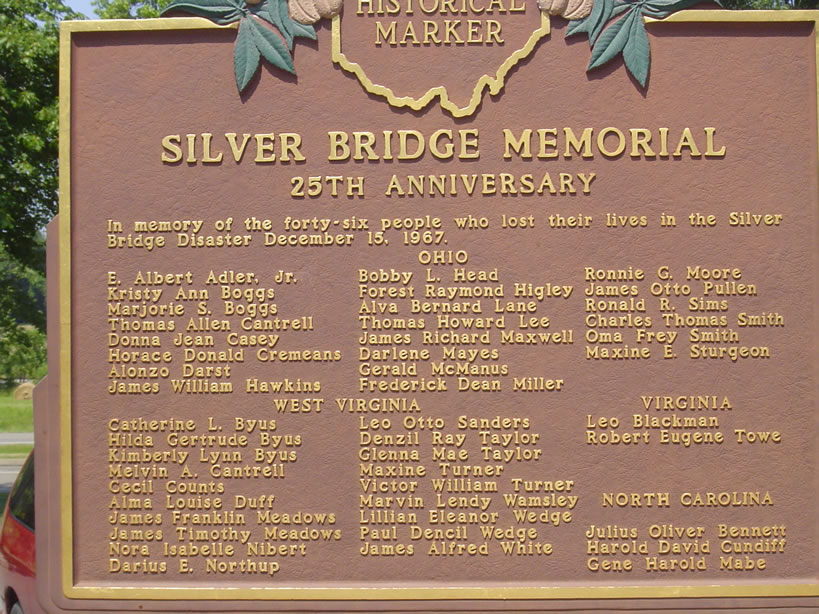 HISTORICAL
MARKER
SILVER BRIDGE MEMORIAL
25TH ANNIVERSARY
In memory of the forty-six people who lost their lives in the Silver
Bridge Disaster December 15, 1967.
OHIO
E. Albert Adler, Jr.
Kristy Ann Boggs
Marjorie S. Boggs
Thomas Allen Cantrell
Donna Jean Casey
Horace Donald Cremeans
Alonzo Darst
James William Hawkins
Bobby L. Head
Forest Raymond Higley
Alva Bernard Lane
Thomas Howard Lee
James Richard Maxwell
Darlene Mayes
Gerald McManus
Frederick Dean Miller
Ronnie G. Moore
James Otto Pullen
Ronald R. Sims
Charles Thomas Smith
Oma Frey Smith
Maxine E. Sturgeon
WEST VIRGINIA
Catherine L. Byus
Hilda Gertrude Byus
Kimberly Lynn Byus
Melvin A. Cantrell
Cecil Counts
Alma Louise Duff
James Franklin Meadows
James Timothy Meadows
Nora Isabelle Nibert
Darius E. Northup
Leo Otto Sanders
Denzil Ray Taylor
Glenna Mae Taylor
Maxine Turner
Victor William Turner
Marvin Lendy Wamsley
Lillian Eleanor Wedge
Paul Dencil Wedge
James Alfred White
VIRGINIA
Leo Blackman
Robert Eugene Towe
NORTH CAROLINA
Julius Oliver Bennett
Harold David Cundiff
Gene Harold Mabe